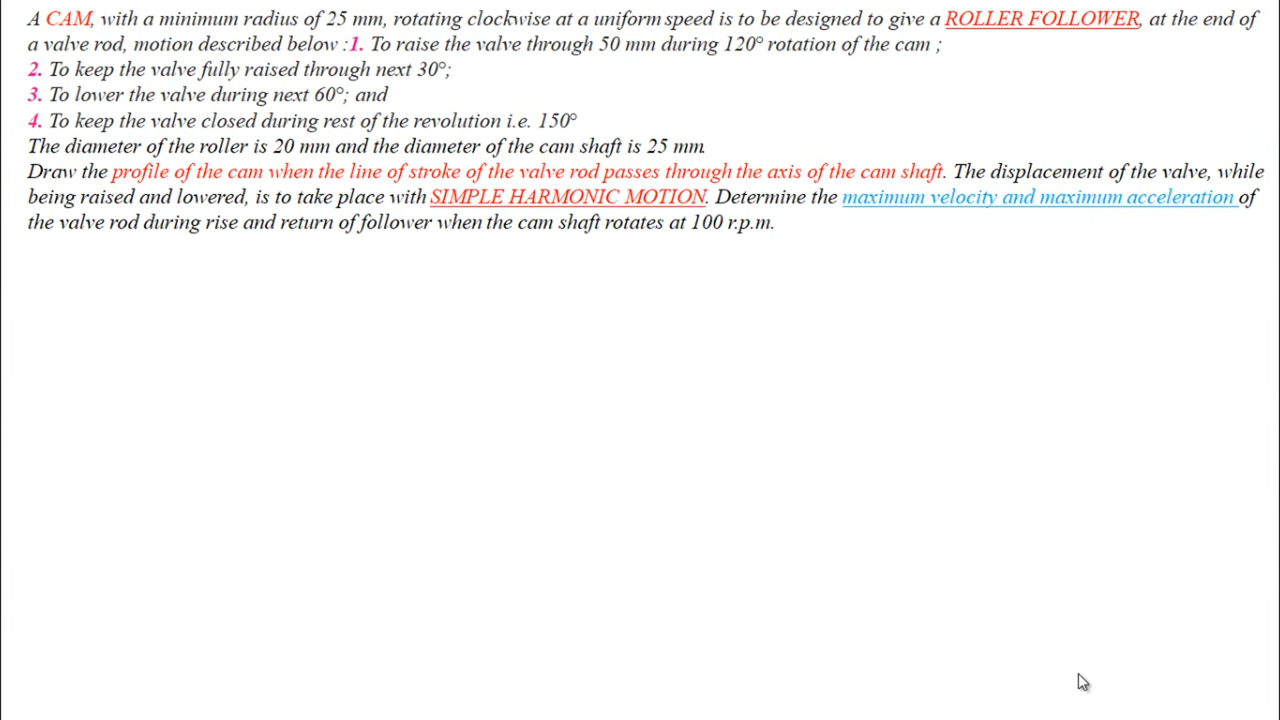 A CAM, with a minimum radius of 25 mm, rotating clockwise at a uniform speed is to be designed to give a ROLLER FOLLOWER, at the end of
a valve rod, motion described below :1. To raise the valve through 50 mm during 120° rotation of the cam ;
2. To keep the valve fully raised through next 30°;
3. To lower the valve during next 60°; and
4. To keep the valve closed during rest of the revolution i.e. 150°
The diameter of the roller is 20 mm and the diameter of the cam shaft is 25 mm.
Draw the profile of the cam when the line of stroke of the valve rod passes through the axis of the cam shaft. The displacement of the valve, while
being raised and lowered, is to take place with SIMPLE HARMONIC MOTION. Determine the maximum velocity and maximum acceleration of
the valve rod during rise and return of follower when the cam shaft rotates at 100 r.p.m.